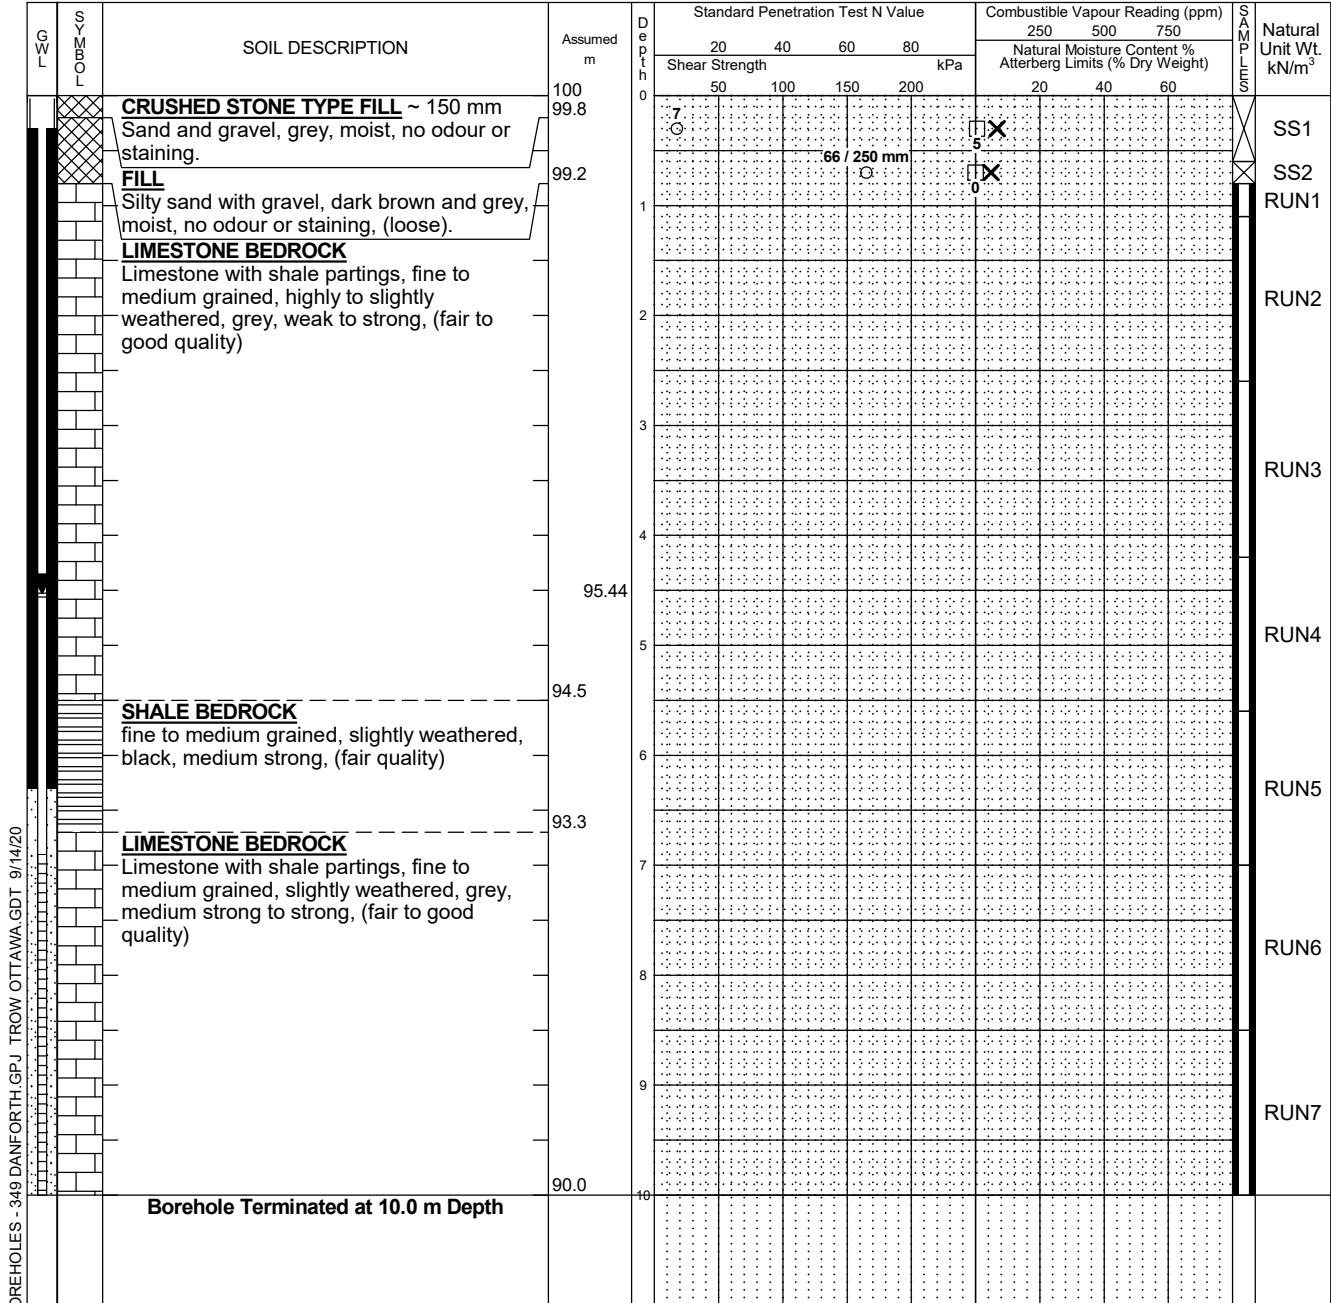 GWL
SYMBOL
SOIL DESCRIPTION
Assumed
m
Depth
Standard Penetration Test N Value
20 40 60 80
Shear Strength kPa
50 100 150 200
Combustible Vapour Reading (ppm)
250 500 750
Natural Moisture Content %
Atterberg Limits (% Dry Weight)
20 40 60
SAMPLES
Natural
Unit Wt.
kN/m³
100
0
CRUSHED STONE TYPE FILL ~ 150 mm
99.8
Sand and gravel, grey, moist, no odour or
staining.
7
5
SS1
66 / 250 mm
0
SS2
FILL
99.2
Silty sand with gravel, dark brown and grey,
moist, no odour or staining, (loose).
1
RUN1
LIMESTONE BEDROCK
Limestone with shale partings, fine to
medium grained, highly to slightly
weathered, grey, weak to strong, (fair to
good quality)
RUN2
2
3
RUN3
4
95.44
RUN4
5
94.5
SHALE BEDROCK
fine to medium grained, slightly weathered,
black, medium strong, (fair quality)
6
RUN5
93.3
LIMESTONE BEDROCK
Limestone with shale partings, fine to
medium grained, slightly weathered, grey,
medium strong to strong, (fair to good
quality)
7
RUN6
8
9
RUN7
90.0
10
Borehole Terminated at 10.0 m Depth
OREHOLES - 349 DANFORTH.GPJ TROW OTTAWA.GDT 9/14/20